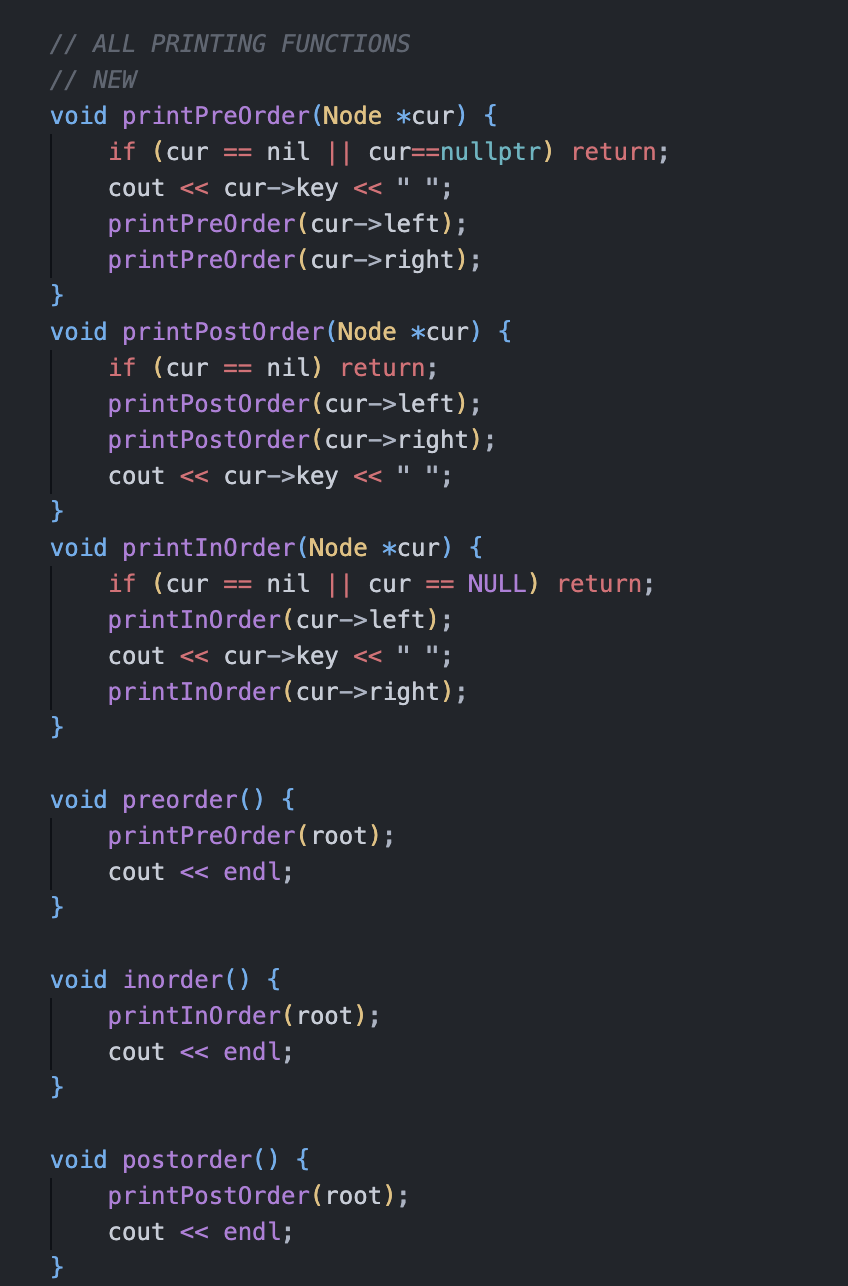 // ALL PRINTING FUNCTIONS
// NEW
void printPreOrder(Node *cur) {
    if (cur == nil || cur==nullptr) return;
    cout << cur->key << " ";
    printPreOrder(cur->left);
    printPreOrder(cur->right);
}
void printPostOrder(Node *cur) {
    if (cur == nil) return;
    printPostOrder(cur->left);
    printPostOrder(cur->right);
    cout << cur->key << " ";
}
void printInOrder(Node *cur) {
    if (cur == nil || cur == NULL) return;
    printInOrder(cur->left);
    cout << cur->key << " ";
    printInOrder(cur->right);
}

void preorder() {
    printPreOrder(root);
    cout << endl;
}

void inorder() {
    printInOrder(root);
    cout << endl;
}

void postorder() {
    printPostOrder(root);
    cout << endl;
}